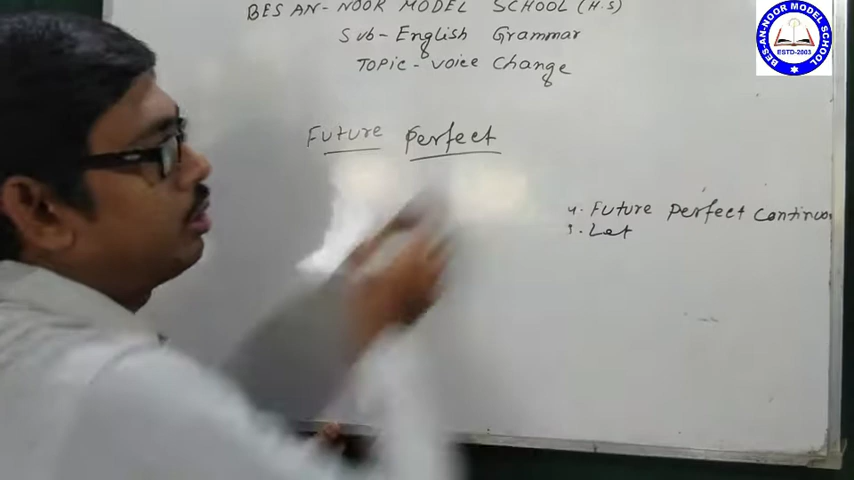 BES AN-NOOR MODEL SCHOOL (H.S)
Sub-English Grammar
TOPIC-Voice Change
Future Perfect
4. Future Perfect Continuou
5. Let
BES-AN-NOOR MODEL SCHOOL
ESTD-2003